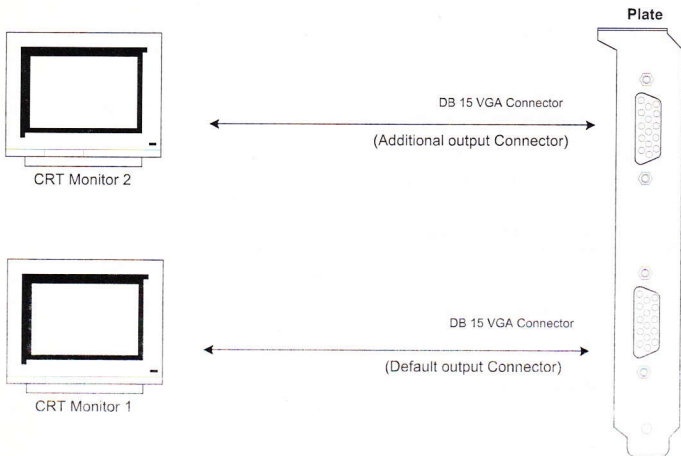 Plate
DB 15 VGA Connector
(Additional output Connector)
CRT Monitor 2
DB 15 VGA Connector
(Default output Connector)
CRT Monitor 1